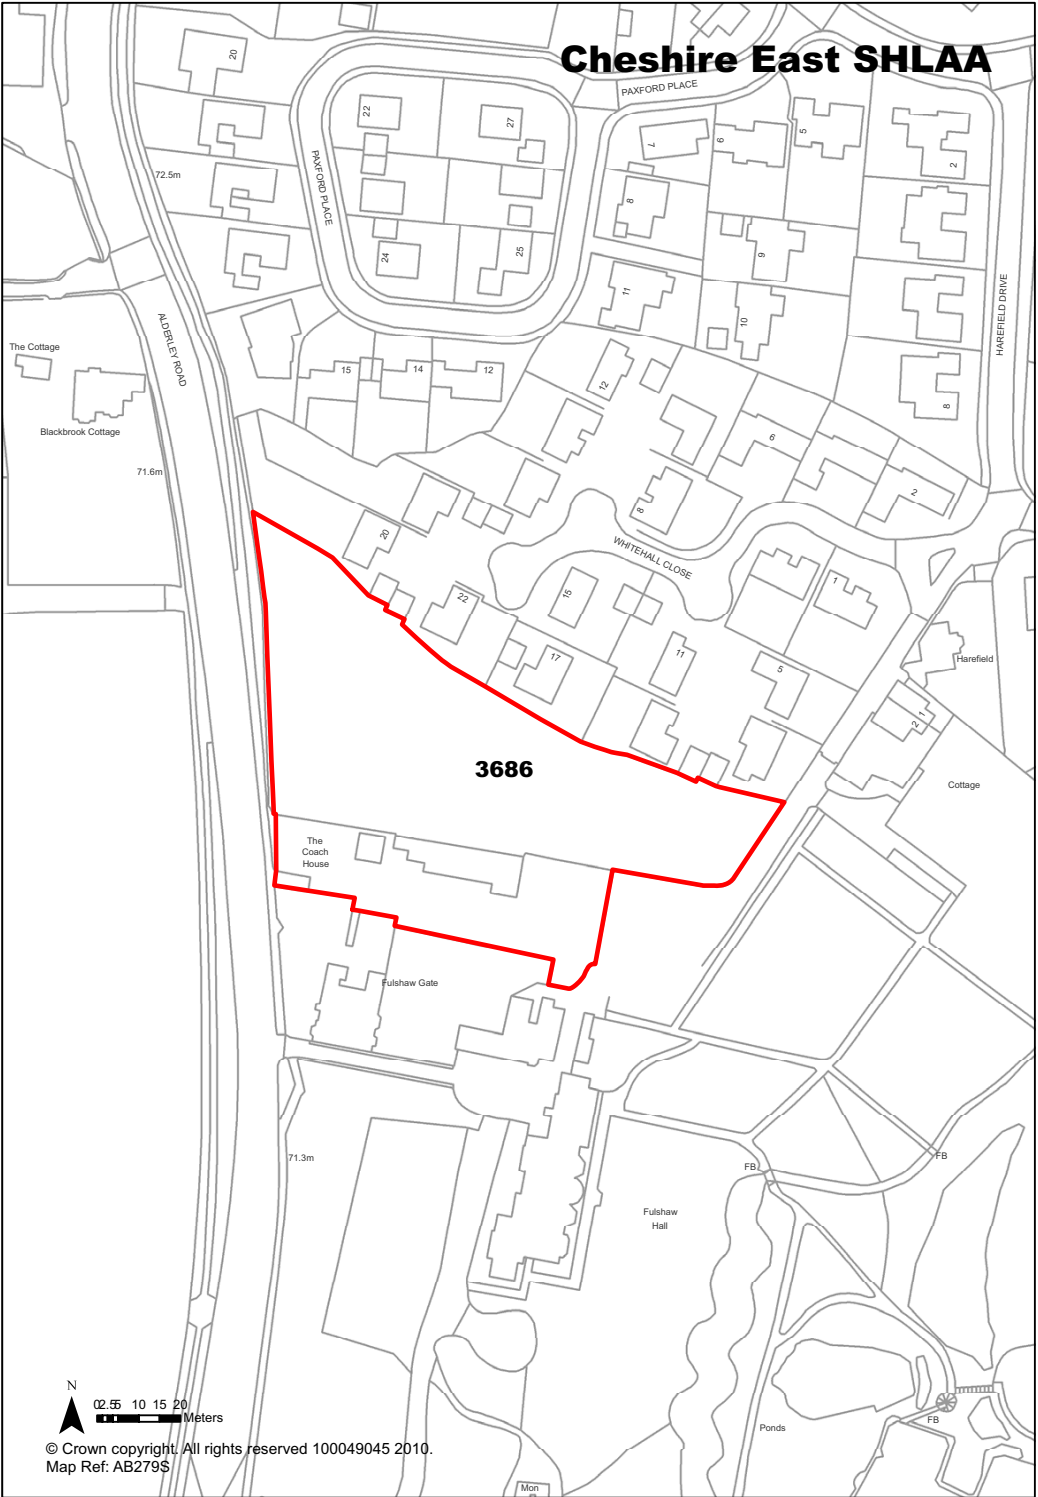 Cheshire East SHLAA
PAXFORD PLACE
20
22
27
7
6
5
2
72.5m
PAXFORD PLACE
8
9
24
25
11
10
HAREFIELD DRIVE
ALDERLEY ROAD
The Cottage
15
14
12
12
8
Blackbrook Cottage
6
71.6m
2
8
20
WHITEHALL CLOSE
22
15
1
17
11
5
Harefield
1
2
3686
Cottage
The
Coach
House
Fulshaw Gate
71.3m
FB
FB
Fulshaw
Hall
N
0 2.5 5 10 15 20
Meters
Ponds
FB
© Crown copyright. All rights reserved 100049045 2010.
Map Ref: AB279S
Mon